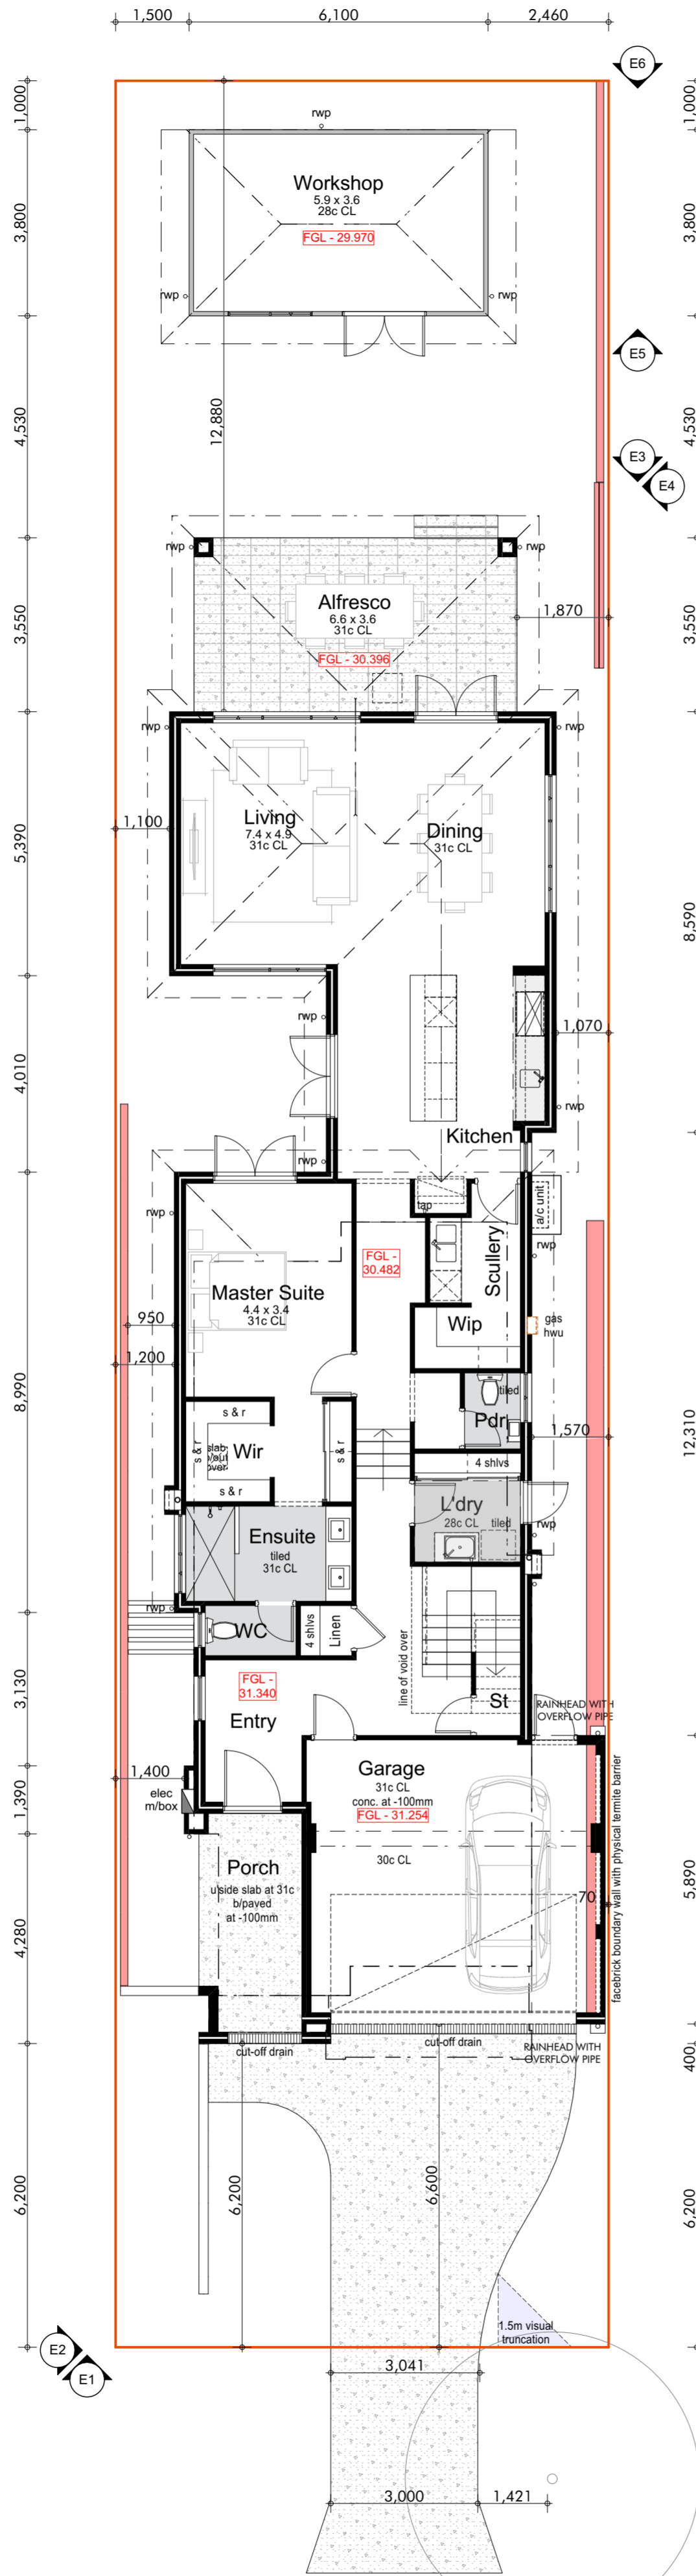 1,500
6,100
2,460
E6
1,000
1,000
rwp
Workshop
5.9 x 3.6
28c CL
FGL - 29.970
3,800
3,800
rwp
rwp
E5
12,880
4,530
4,530
E3
E4
rwp
rwp
Alfresco
6.6 x 3.6
31c CL
FGL - 30.396
1,870
3,550
3,550
rwp
rwp
1,100
Living
7.4 x 4.9
31c CL
Dining
31c CL
5,390
8,590
rwp
1,070
4,010
rwp
Kitchen
rwp
tap
a/c unit
rwp
rwp
Scullery
FGL -
30.482
Master Suite
4.4 x 3.4
31c CL
950
Wip
gas
hwu
1,200
8,990
12,310
tiled
Pdr
s & r
s & r
s & r
Wir
s & r
slab
over
1,570
4 shlvs
L'dry
28c CL
tiled
rwp
Ensuite
tiled
31c CL
rwp
WC
4 shlvs
Linen
line of void over
3,130
FGL -
31.340
Entry
St
RAINHEAD WITH
OVERFLOW PIPE
1,400
elec
m/box
1,390
Garage
31c CL
conc. at -100mm
FGL - 31.254
30c CL
Porch
u/side slab at 31c
b/paved
at -100mm
70
facebrick boundary wall with physical termite barrier
4,280
5,890
cut-off drain
cut-off drain
RAINHEAD WITH
OVERFLOW PIPE
400
6,200
6,200
6,600
6,200
1.5m visual
truncation
E2
E1
3,041
3,000
1,421